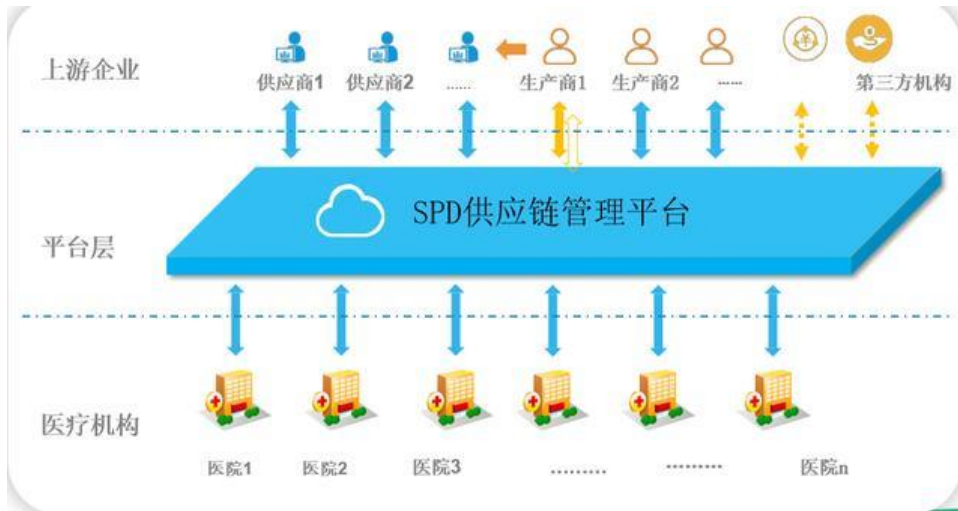 上游企业
供应商1 供应商2 ...... 生产商1 生产商2 ...... 第三方机构
SPD供应链管理平台
平台层
医疗机构
医院1 医院2 医院3 ......... ......... 医院n